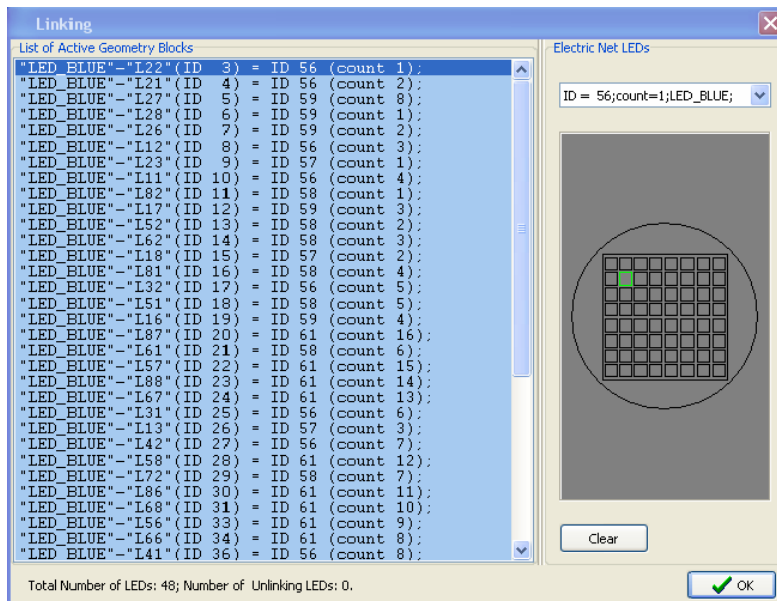 Linking
List of Active Geometry Blocks
"LED_BLUE"-"L22"(ID  3) = ID 56 (count 1);
"LED_BLUE"-"L21"(ID  4) = ID 56 (count 2);
"LED_BLUE"-"L27"(ID  5) = ID 59 (count 8);
"LED_BLUE"-"L28"(ID  6) = ID 59 (count 1);
"LED_BLUE"-"L26"(ID  7) = ID 59 (count 2);
"LED_BLUE"-"L12"(ID  8) = ID 56 (count 3);
"LED_BLUE"-"L23"(ID  9) = ID 57 (count 1);
"LED_BLUE"-"L11"(ID 10) = ID 56 (count 4);
"LED_BLUE"-"L82"(ID 11) = ID 58 (count 1);
"LED_BLUE"-"L17"(ID 12) = ID 59 (count 3);
"LED_BLUE"-"L52"(ID 13) = ID 58 (count 2);
"LED_BLUE"-"L62"(ID 14) = ID 58 (count 3);
"LED_BLUE"-"L18"(ID 15) = ID 57 (count 2);
"LED_BLUE"-"L81"(ID 16) = ID 58 (count 4);
"LED_BLUE"-"L32"(ID 17) = ID 56 (count 5);
"LED_BLUE"-"L51"(ID 18) = ID 58 (count 5);
"LED_BLUE"-"L16"(ID 19) = ID 59 (count 4);
"LED_BLUE"-"L87"(ID 20) = ID 61 (count 16);
"LED_BLUE"-"L61"(ID 21) = ID 58 (count 6);
"LED_BLUE"-"L57"(ID 22) = ID 61 (count 15);
"LED_BLUE"-"L88"(ID 23) = ID 61 (count 14);
"LED_BLUE"-"L67"(ID 24) = ID 61 (count 13);
"LED_BLUE"-"L31"(ID 25) = ID 56 (count 6);
"LED_BLUE"-"L13"(ID 26) = ID 57 (count 3);
"LED_BLUE"-"L42"(ID 27) = ID 56 (count 7);
"LED_BLUE"-"L58"(ID 28) = ID 61 (count 12);
"LED_BLUE"-"L72"(ID 29) = ID 58 (count 7);
"LED_BLUE"-"L86"(ID 30) = ID 61 (count 11);
"LED_BLUE"-"L68"(ID 31) = ID 61 (count 10);
"LED_BLUE"-"L56"(ID 33) = ID 61 (count 9);
"LED_BLUE"-"L66"(ID 34) = ID 61 (count 8);
"LED_BLUE"-"L41"(ID 36) = ID 56 (count 8);
Electric Net LEDs
ID = 56;count=1;LED_BLUE;
Clear
Total Number of LEDs: 48; Number of Unlinking LEDs: 0.
OK